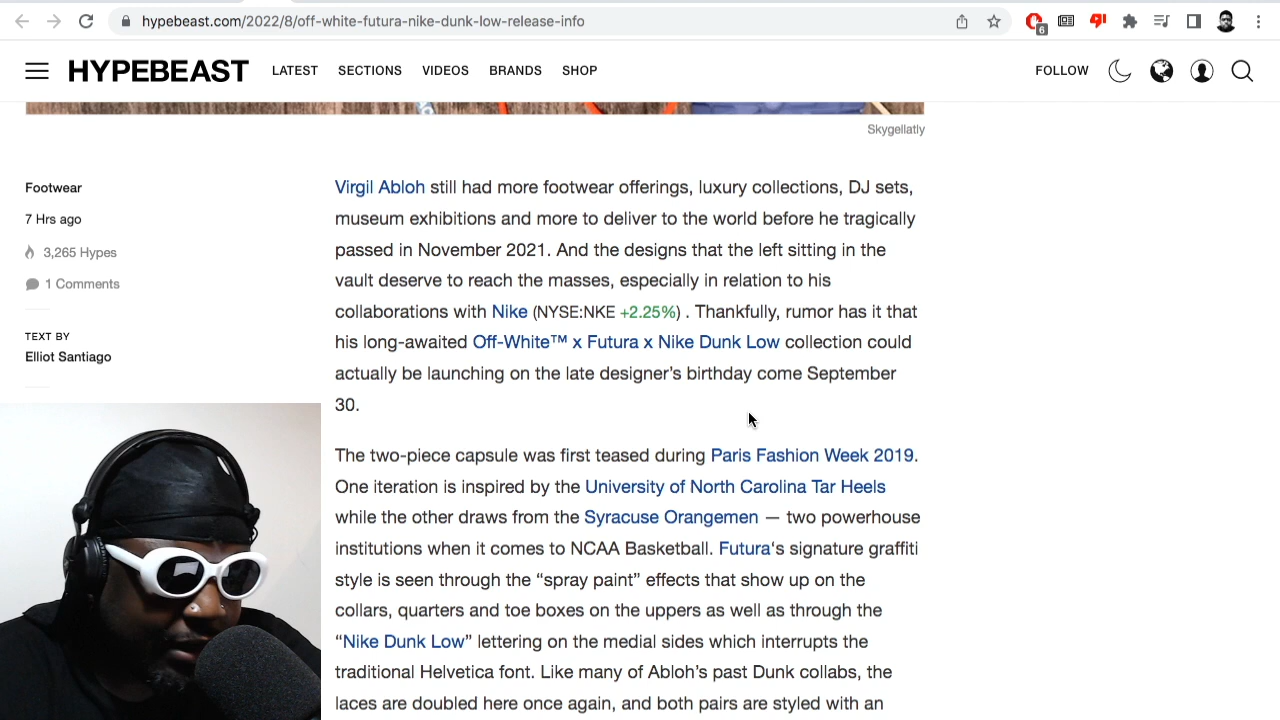 hypebeast.com/2022/8/off-white-futura-nike-dunk-low-release-info
6
HYPEBEAST LATEST SECTIONS VIDEOS BRANDS SHOP FOLLOW
Skygellatly
Footwear
7 Hrs ago
3,265 Hypes
1 Comments
TEXT BY
Elliot Santiago
Virgil Abloh still had more footwear offerings, luxury collections, DJ sets,
museum exhibitions and more to deliver to the world before he tragically
passed in November 2021. And the designs that the left sitting in the
vault deserve to reach the masses, especially in relation to his
collaborations with Nike (NYSE:NKE +2.25%) . Thankfully, rumor has it that
his long-awaited Off-White™ x Futura x Nike Dunk Low collection could
actually be launching on the late designer’s birthday come September
30.
The two-piece capsule was first teased during Paris Fashion Week 2019.
One iteration is inspired by the University of North Carolina Tar Heels
while the other draws from the Syracuse Orangemen — two powerhouse
institutions when it comes to NCAA Basketball. Futura‘s signature graffiti
style is seen through the “spray paint” effects that show up on the
collars, quarters and toe boxes on the uppers as well as through the
“Nike Dunk Low” lettering on the medial sides which interrupts the
traditional Helvetica font. Like many of Abloh’s past Dunk collabs, the
laces are doubled here once again, and both pairs are styled with an